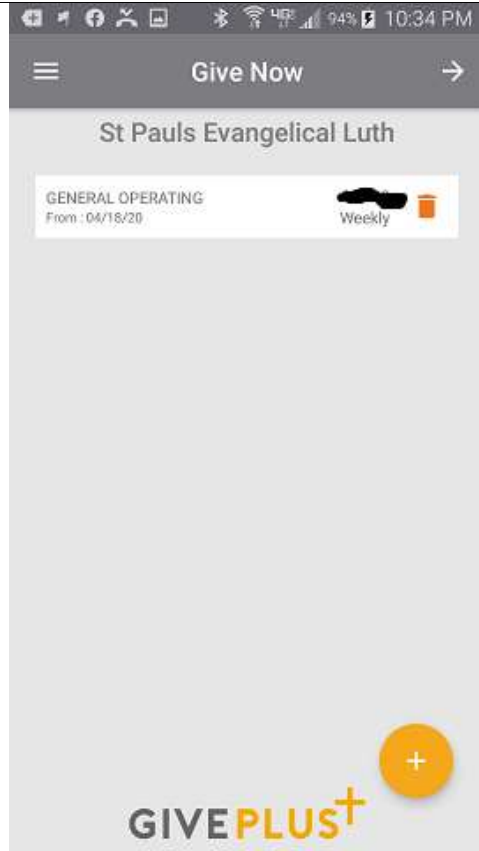 94% 10:34 PM
Give Now
St Pauls Evangelical Luth
GENERAL OPERATING
From : 04/18/20
Weekly
GIVEPLUS+